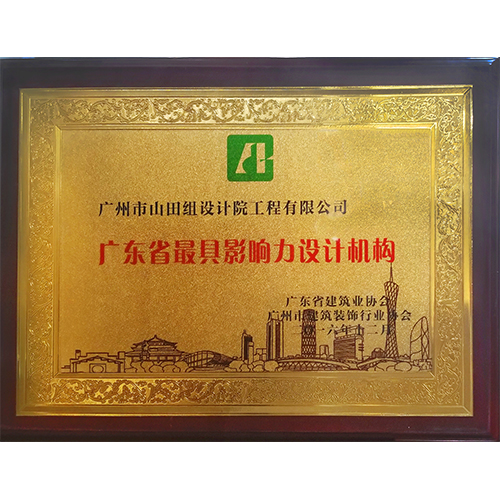 广州市山田组设计院工程有限公司
广东省最具影响力设计机构
广东省建筑业协会
广州市建筑装饰行业协会
二〇一六年十二月